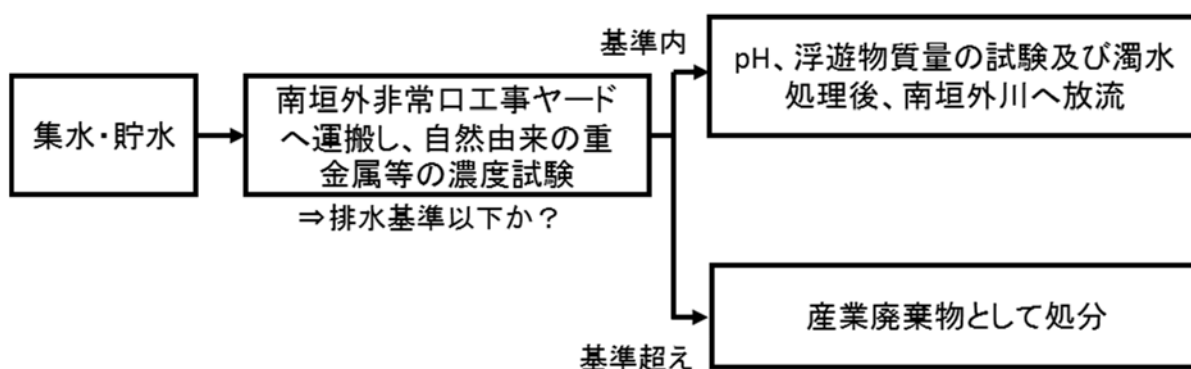 集水・貯水
南垣外非常口工事ヤード
へ運搬し、自然由来の重
金属等の濃度試験
⇒排水基準以下か？
基準内
pH、浮遊物質量の試験及び濁水
処理後、南垣外川へ放流
基準超え
産業廃棄物として処分